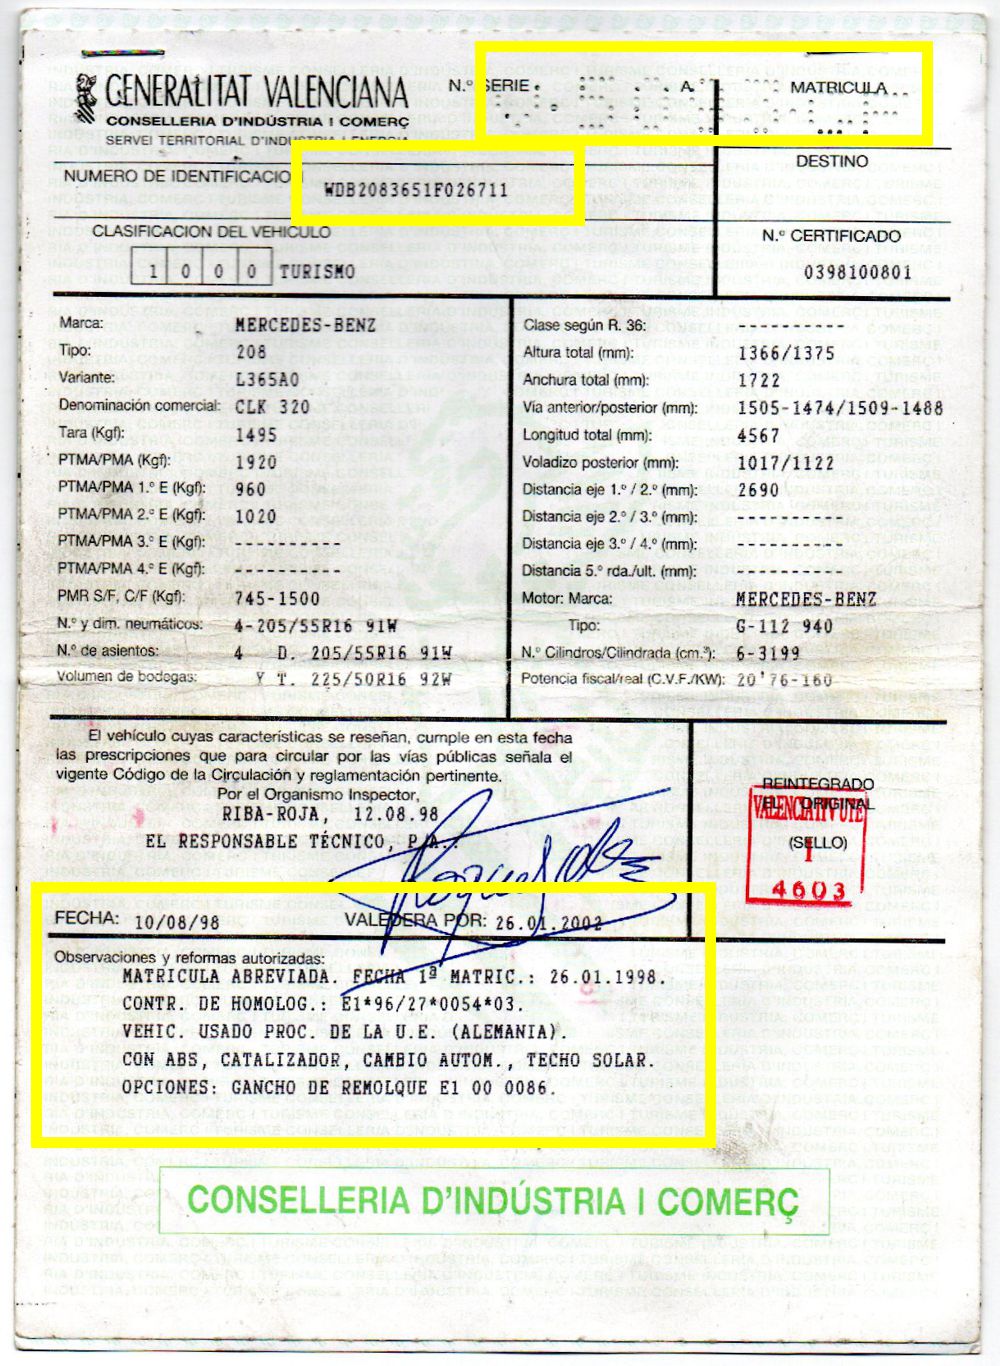 GENERALITAT VALENCIANA
CONSELLERIA D'INDÚSTRIA I COMERÇ
SERVEI TERRITORIAL D'INDÚSTRIA I ENERGIA
N.º SERIE A
MATRICULA
NUMERO DE IDENTIFICACION WDB2083651F026711
DESTINO
CLASIFICACION DEL VEHICULO
1 0 0 0 TURISMO
N.º CERTIFICADO
0398100801
Marca: MERCEDES-BENZ
Tipo: 208
Variante: L365A0
Denominación comercial: CLK 320
Tara (Kgf): 1495
PTMA/PMA (Kgf): 1920
PTMA/PMA 1.º E (Kgf): 960
PTMA/PMA 2.º E (Kgf): 1020
PTMA/PMA 3.º E (Kgf): ----------
PTMA/PMA 4.º E (Kgf): ----------
PMR S/F, C/F (Kgf): 745-1500
N.º y dim. neumáticos: 4-205/55R16 91W
N.º de asientos: 4 D. 205/55R16 91W
Volumen de bodegas: Y T. 225/50R16 92W
Clase según R. 36: ----------
Altura total (mm): 1366/1375
Anchura total (mm): 1722
Vía anterior/posterior (mm): 1505-1474/1509-1488
Longitud total (mm): 4567
Voladizo posterior (mm): 1017/1122
Distancia eje 1.º / 2.º (mm): 2690
Distancia eje 2.º / 3.º (mm): ----------
Distancia eje 3.º / 4.º (mm): ----------
Distancia 5.ª rda./ult. (mm): ----------
Motor: Marca: MERCEDES-BENZ
Tipo: G-112 940
N.º Cilindros/Cilindrada (cm.³): 6-3199
Potencia fiscal/real (C.V.F./KW): 20'76-160
El vehículo cuyas características se reseñan, cumple en esta fecha
las prescripciones que para circular por las vías públicas señala el
vigente Código de la Circulación y reglamentación pertinente.
Por el Organismo Inspector,
RIBA-ROJA, 12.08.98
EL RESPONSABLE TÉCNICO, P.A.
REINTEGRADO
EL ORIGINAL
(SELLO)
VALENCIA IVUTE
I
4603
FECHA: 10/08/98 VALEDERA POR: 26.01.2002
Observaciones y reformas autorizadas:
MATRICULA ABREVIADA. FECHA 1ª MATRIC.: 26.01.1998.
CONTR. DE HOMOLOG.: E1*96/27*0054*03.
VEHIC. USADO PROC. DE LA U.E. (ALEMANIA).
CON ABS, CATALIZADOR, CAMBIO AUTOM., TECHO SOLAR.
OPCIONES: GANCHO DE REMOLQUE E1 00 0086.
CONSELLERIA D'INDÚSTRIA I COMERÇ